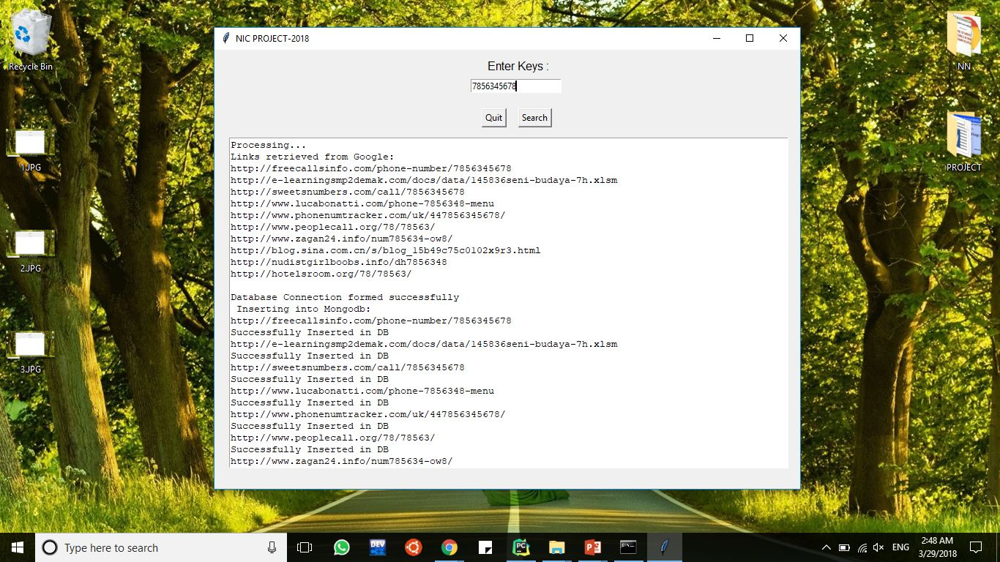 Recycle Bin
1.JPG
2.JPG
3.JPG
NIC PROJECT-2018
Enter Keys :
7856345678
Quit
Search
Processing...
Links retrieved from Google:
http://freecallsinfo.com/phone-number/7856345678
http://e-learningsmp2demak.com/docs/data/145836seni-budaya-7h.xlsm
http://sweetsnumbers.com/call/7856345678
http://www.lucabonatti.com/phone-7856348-menu
http://www.phonenumtracker.com/uk/447856345678/
http://www.peoplecall.org/78/78563/
http://www.zagan24.info/num785634-ow8/
http://blog.sina.com.cn/s/blog_15b49c75c0102x9r3.html
http://nudistgirlboobs.info/dh7856348
http://hotelsroom.org/78/78563/
Database Connection formed successfully
Inserting into Mongodb:
http://freecallsinfo.com/phone-number/7856345678
Successfully Inserted in DB
http://e-learningsmp2demak.com/docs/data/145836seni-budaya-7h.xlsm
Successfully Inserted in DB
http://sweetsnumbers.com/call/7856345678
Successfully Inserted in DB
http://www.lucabonatti.com/phone-7856348-menu
Successfully Inserted in DB
http://www.phonenumtracker.com/uk/447856345678/
Successfully Inserted in DB
http://www.peoplecall.org/78/78563/
Successfully Inserted in DB
http://www.zagan24.info/num785634-ow8/
NN
PROJECT
Type here to search
DEV
PC
ENG
2:48 AM
3/29/2018